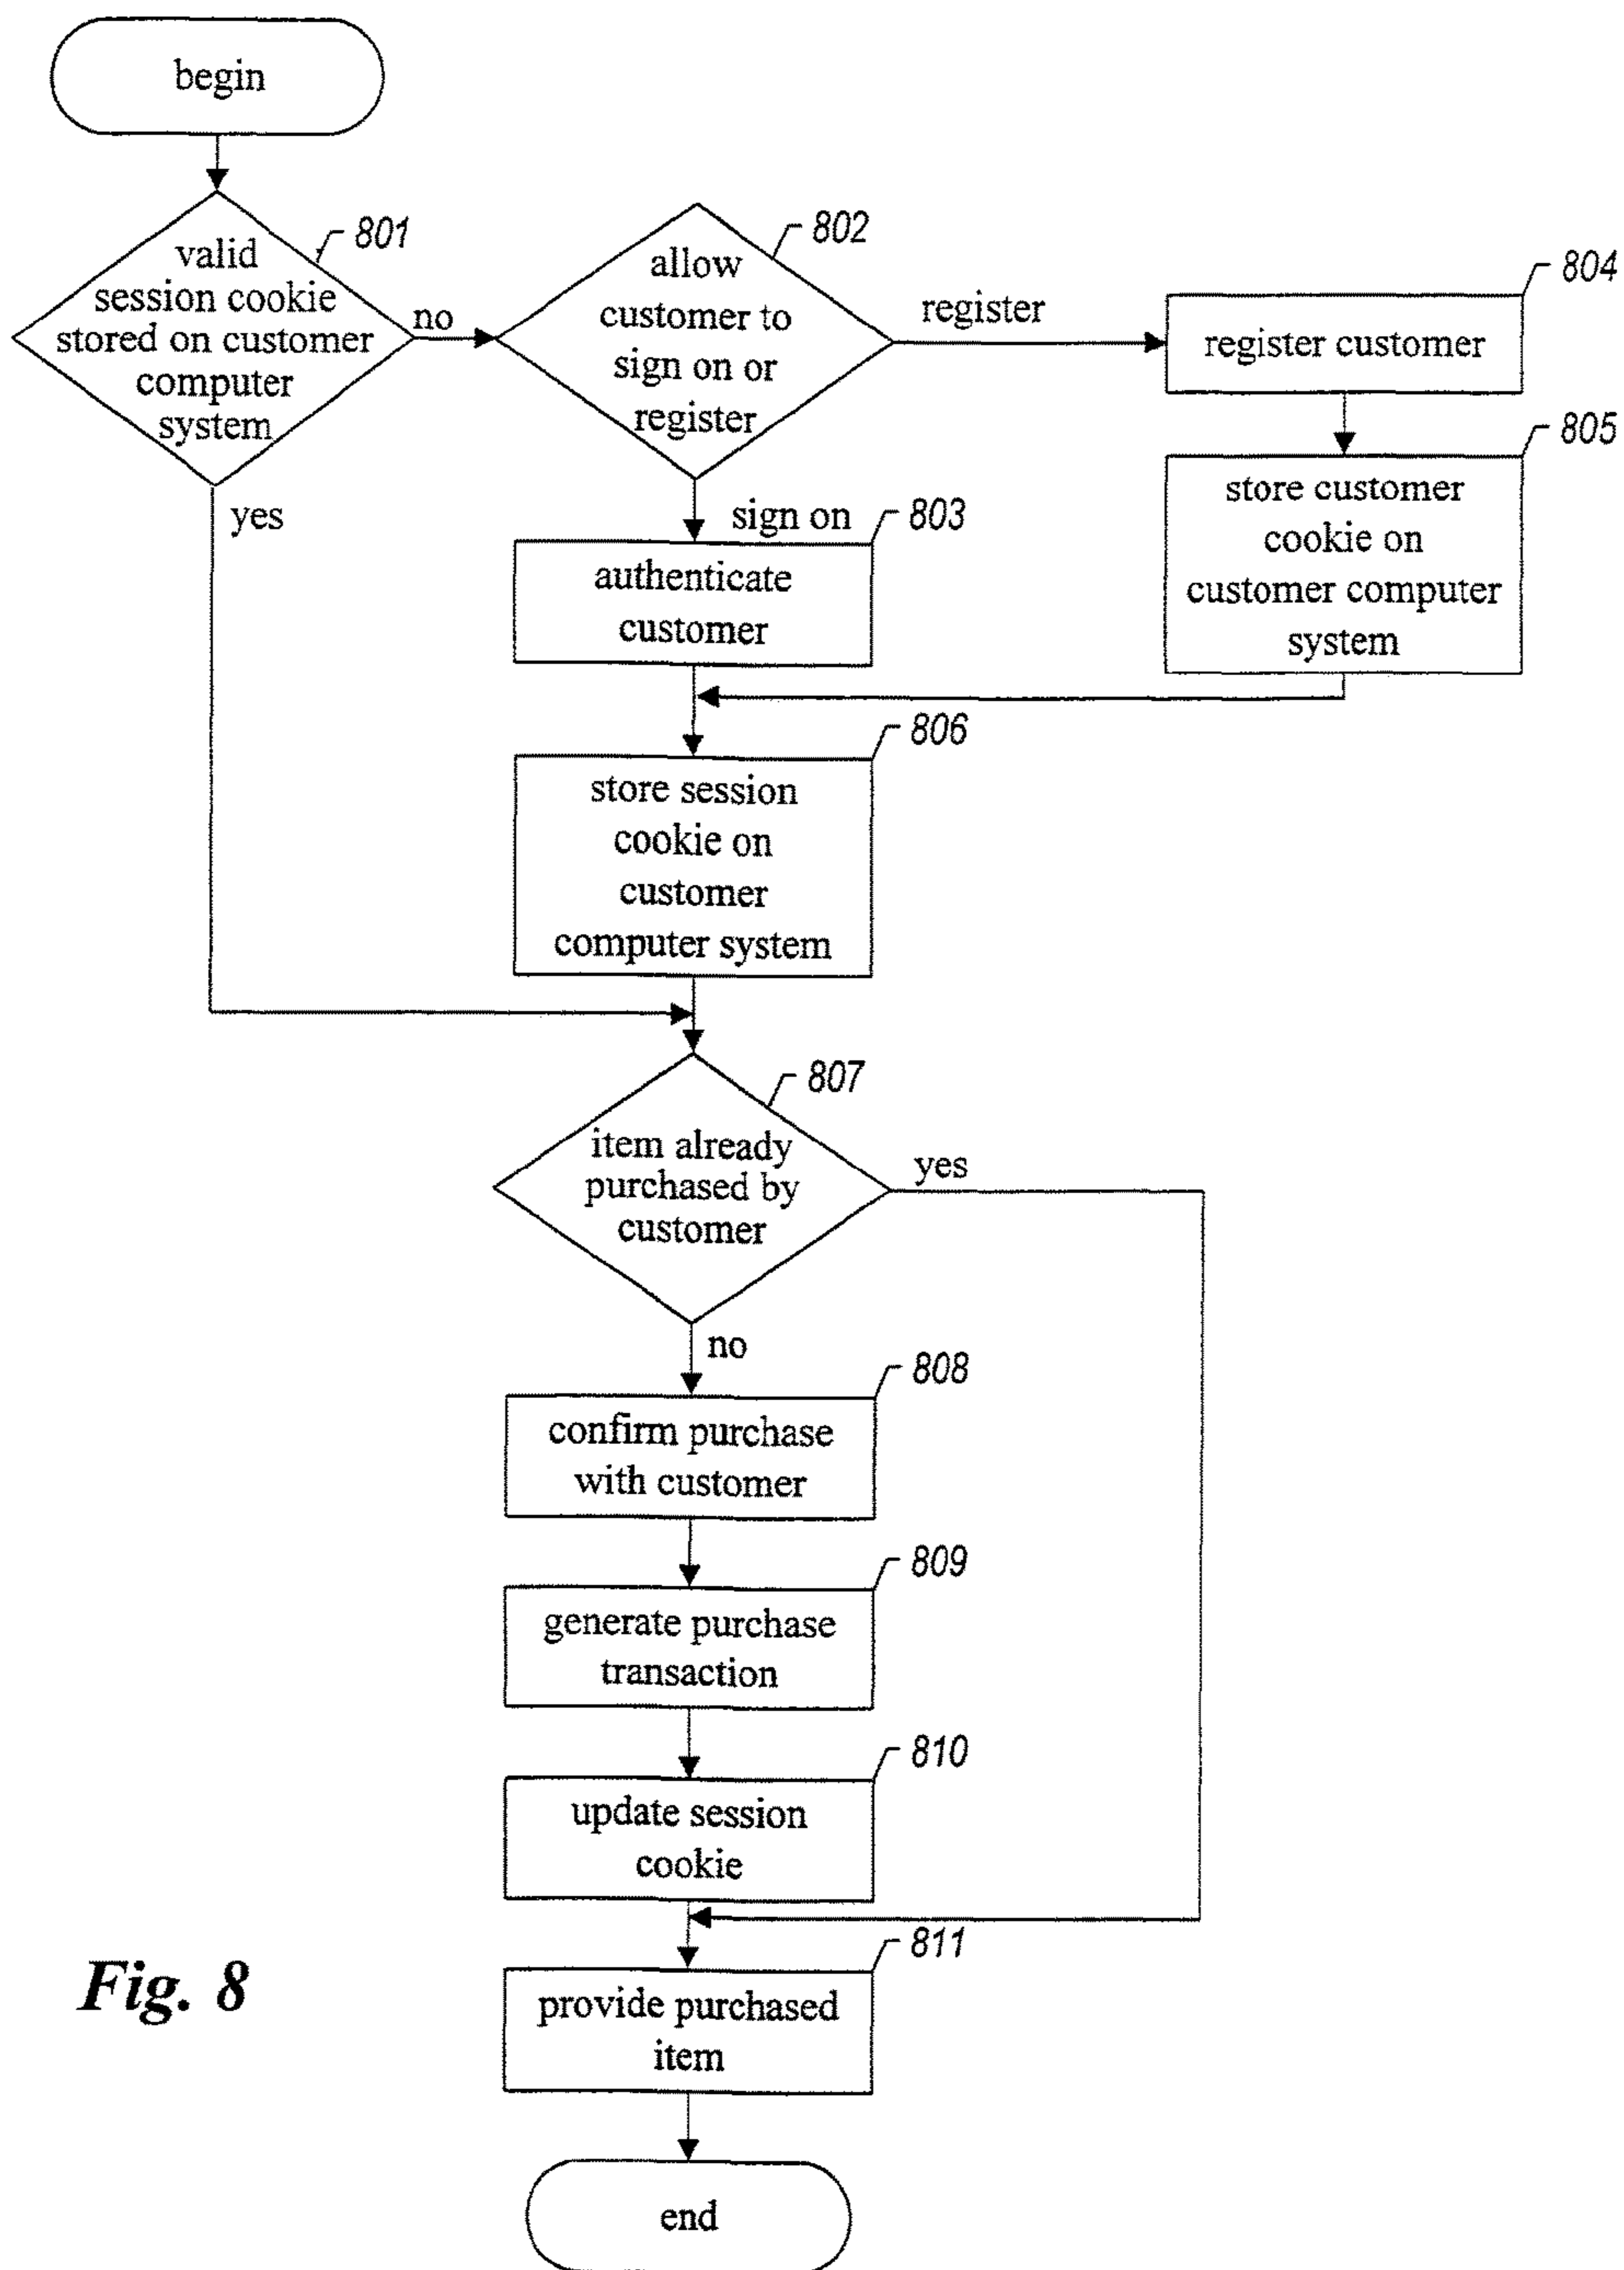 begin
801
valid
session cookie
stored on customer
computer
system
no
yes
802
allow
customer to
sign on or
register
register
sign on
804
register customer
805
store customer
cookie on
customer computer
system
803
authenticate
customer
806
store session
cookie on
customer
computer system
807
item already
purchased by
customer
yes
no
808
confirm purchase
with customer
809
generate purchase
transaction
810
update session
cookie
811
provide purchased
item
end
Fig. 8